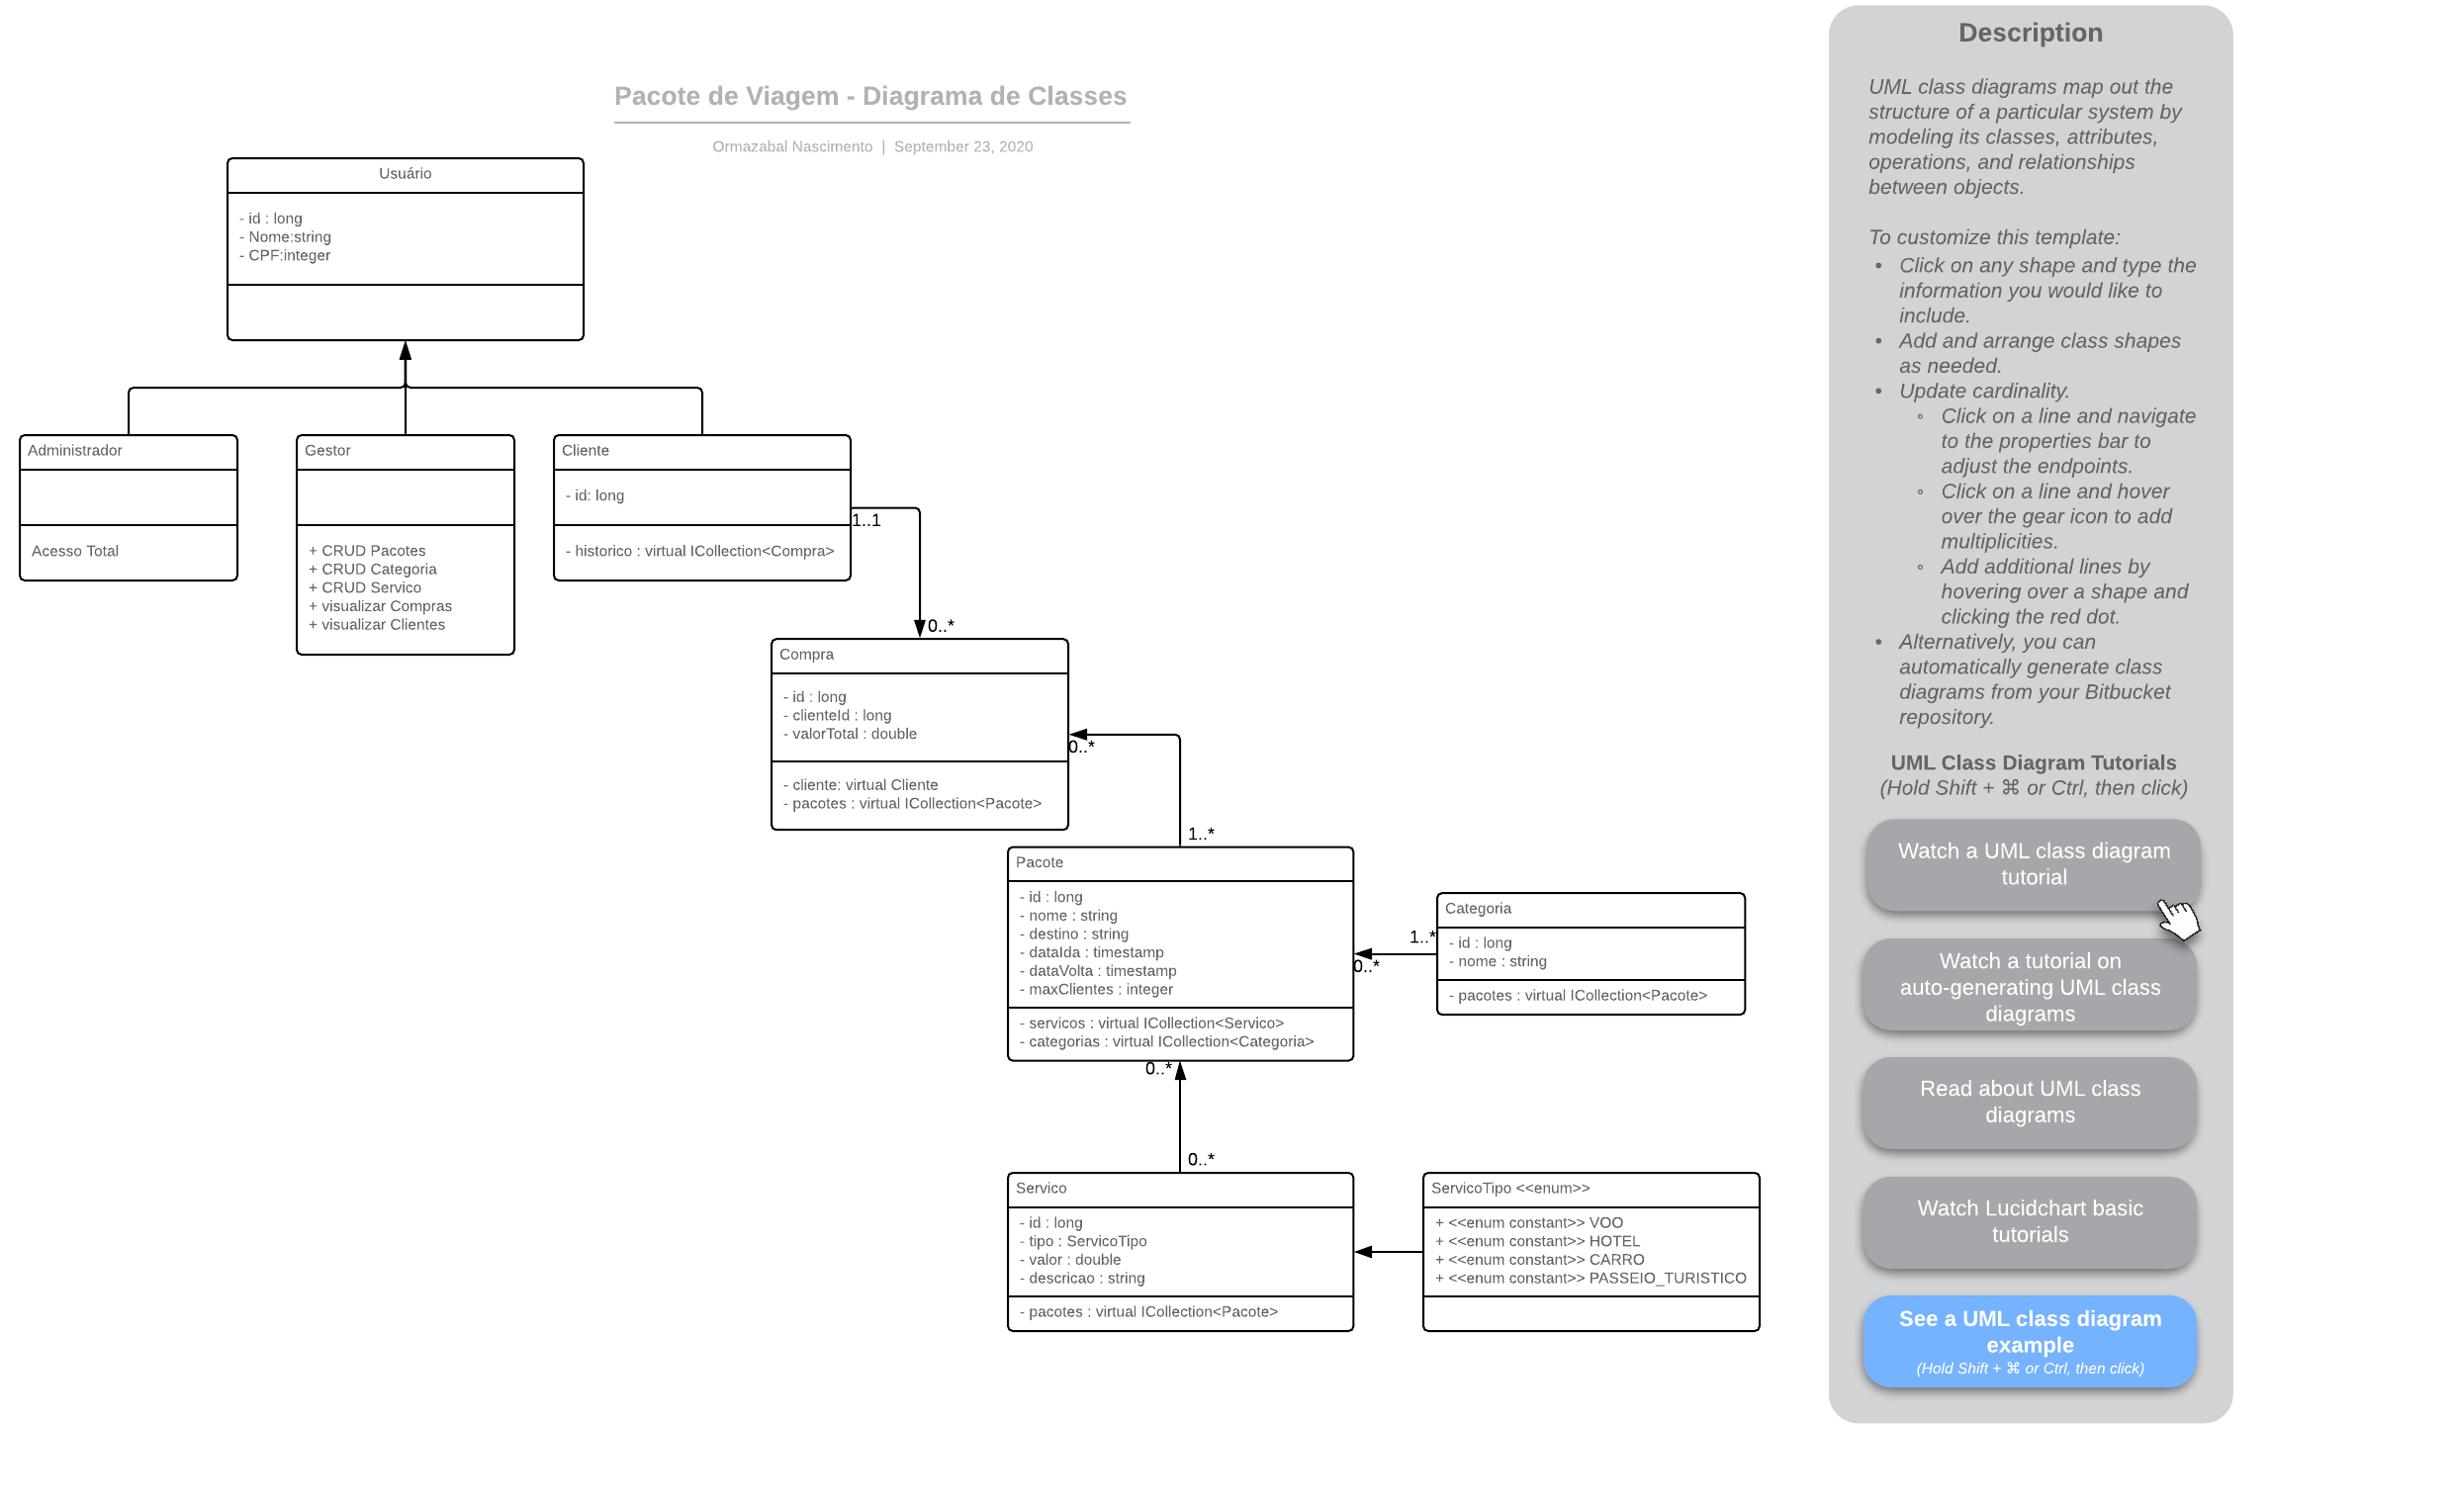 Pacote de Viagem - Diagrama de Classes
Ormazabal Nascimento | September 23, 2020
Usuário
- id : long
- Nome:string
- CPF:integer
Administrador
Acesso Total
Gestor
+ CRUD Pacotes
+ CRUD Categoria
+ CRUD Servico
+ visualizar Compras
+ visualizar Clientes
Cliente
- id: long
- historico : virtual ICollection<Compra>
1..1
0..*
Compra
- id : long
- clienteId : long
- valorTotal : double
- cliente: virtual Cliente
- pacotes : virtual ICollection<Pacote>
0..*
1..*
Pacote
- id : long
- nome : string
- destino : string
- dataIda : timestamp
- dataVolta : timestamp
- maxClientes : integer
- servicos : virtual ICollection<Servico>
- categorias : virtual ICollection<Categoria>
1..*
0..*
Categoria
- id : long
- nome : string
- pacotes : virtual ICollection<Pacote>
0..*
0..*
Servico
- id : long
- tipo : ServicoTipo
- valor : double
- descricao : string
- pacotes : virtual ICollection<Pacote>
ServicoTipo <<enum>>
+ <<enum constant>> VOO
+ <<enum constant>> HOTEL
+ <<enum constant>> CARRO
+ <<enum constant>> PASSEIO_TURISTICO
Description
UML class diagrams map out the
structure of a particular system by
modeling its classes, attributes,
operations, and relationships
between objects.
To customize this template:
• Click on any shape and type the
information you would like to
include.
• Add and arrange class shapes
as needed.
• Update cardinality.
◦ Click on a line and navigate
to the properties bar to
adjust the endpoints.
◦ Click on a line and hover
over the gear icon to add
multiplicities.
◦ Add additional lines by
hovering over a shape and
clicking the red dot.
• Alternatively, you can
automatically generate class
diagrams from your Bitbucket
repository.
UML Class Diagram Tutorials
(Hold Shift + ⌘ or Ctrl, then click)
Watch a UML class diagram
tutorial
Watch a tutorial on
auto-generating UML class
diagrams
Read about UML class
diagrams
Watch Lucidchart basic
tutorials
See a UML class diagram
example
(Hold Shift + ⌘ or Ctrl, then click)